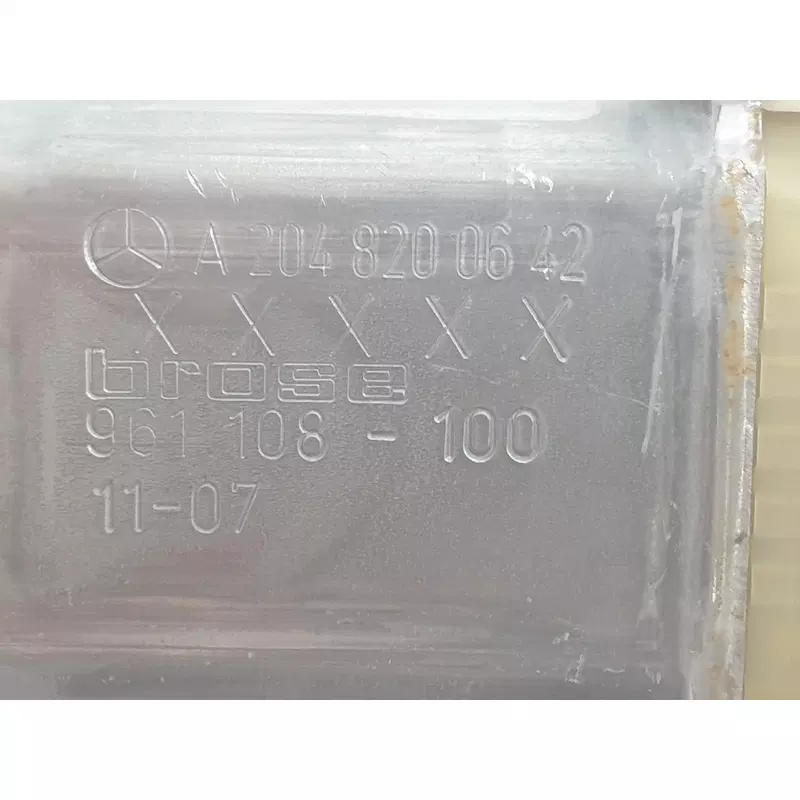 A 204 820 06 42
X X X X X
brose
961 108 - 100
11-07